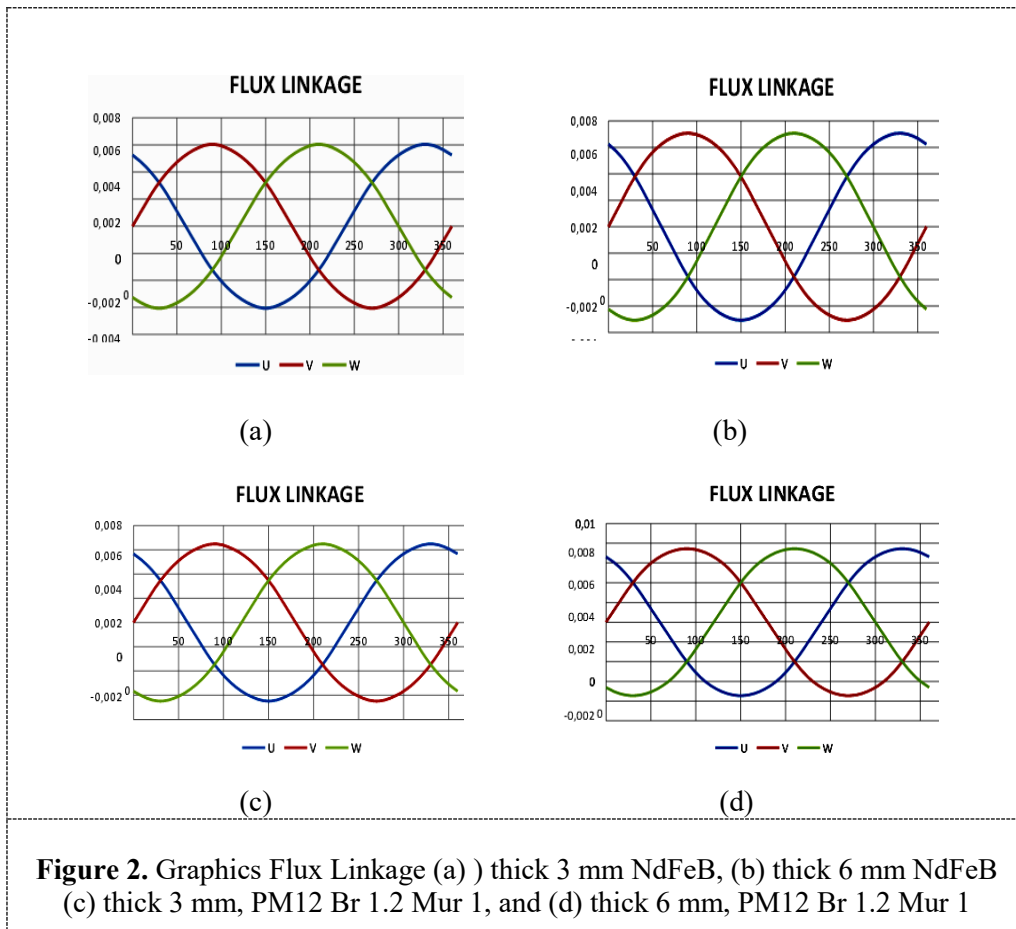 FLUX LINKAGE
0,008
0,006
0,004
0,002
50 100 150 200 250 300 350
0
-0,002 0
-0.004
U V W
(a)
FLUX LINKAGE
0,008
0,006
0,004
0,002
50 100 150 200 250 300 350
0
-0,002 0
U V W
(b)
FLUX LINKAGE
0,008
0,006
0,004
0,002
50 100 150 200 250 300 350
0
-0,002 0
U V W
(c)
FLUX LINKAGE
0,01
0,008
0,006
0,004
50 100 150 200 250 300 350
0,002
0
-0,002 0
U V W
(d)
Figure 2. Graphics Flux Linkage (a) ) thick 3 mm NdFeB, (b) thick 6 mm NdFeB
(c) thick 3 mm, PM12 Br 1.2 Mur 1, and (d) thick 6 mm, PM12 Br 1.2 Mur 1